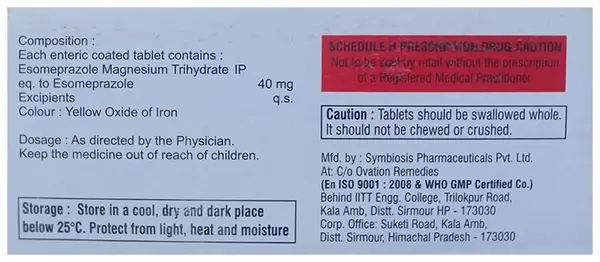 Composition :
Each enteric coated tablet contains :
Esomeprazole Magnesium Trihydrate IP
eq. to Esomeprazole 40 mg
Excipients q.s.
Colour : Yellow Oxide of Iron
Dosage : As directed by the Physician.
Keep the medicine out of reach of children.
Storage : Store in a cool, dry and dark place
below 25°C. Protect from light, heat and moisture
SCHEDULE H PRESCRIPTION DRUG-CAUTION
Not to be sold by retail without the prescription
of a Registered Medical Practitioner
Caution : Tablets should be swallowed whole.
It should not be chewed or crushed.
Mfd. by : Symbiosis Pharmaceuticals Pvt. Ltd.
At: C/o Ovation Remedies
(En ISO 9001 : 2008 & WHO GMP Certified Co.)
Behind IITT Engg. College, Trilokpur Road,
Kala Amb, Distt. Sirmour HP - 173030
Corp. Office: Suketi Road, Kala Amb,
Distt. Sirmour, Himachal Pradesh - 173030